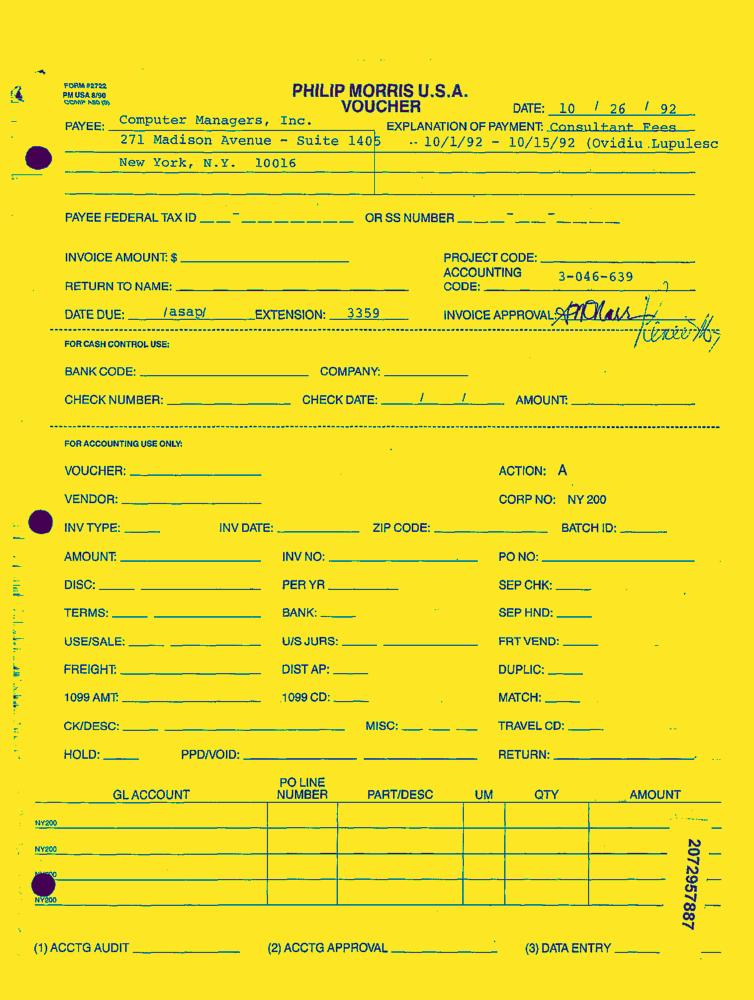 FORM #2722
PM USA 8/90
PHILIP MORRIS U.S.A.
VOUCHER
DATE: 10 / 26 / 92
PAYEE: Computer Managers, Inc.
EXPLANATION OF PAYMENT: Consultant Fees
271 Madison Avenue - Suite 1405
10/1/92 - 10/15/92 (Ovidiu Lupulesc
New York, N.Y. 10016
PAYEE FEDERAL TAX ID __-_______ OR SS NUMBER ___-__-____
INVOICE AMOUNT: $
PROJECT CODE:
ACCOUNTING
CODE: 3-046-639
RETURN TO NAME:
DATE DUE: /asap/ EXTENSION: 3359 INVOICE APPROVAL:
FOR CASH CONTROL USE:
BANK CODE: COMPANY:
CHECK NUMBER: CHECK DATE: / / AMOUNT:
FOR ACCOUNTING USE ONLY:
VOUCHER: ACTION: A
VENDOR: CORP NO: NY 200
INV TYPE: INV DATE: ZIP CODE: BATCH ID:
AMOUNT: INV NO: PO NO:
DISC: PER YR SEP CHK:
TERMS: BANK: SEP HND:
USE/SALE: U/S JURS: FRT VEND:
FREIGHT: DIST AP: DUPLIC:
1099 AMT: 1099 CD: MATCH:
CK/DESC: MISC: TRAVEL CD:
HOLD: PPD/VOID: RETURN:
GL ACCOUNT PO LINE NUMBER PART/DESC UM QTY AMOUNT
NY200
NY200
NY200
2072957887
(1) ACCTG AUDIT (2) ACCTG APPROVAL (3) DATA ENTRY